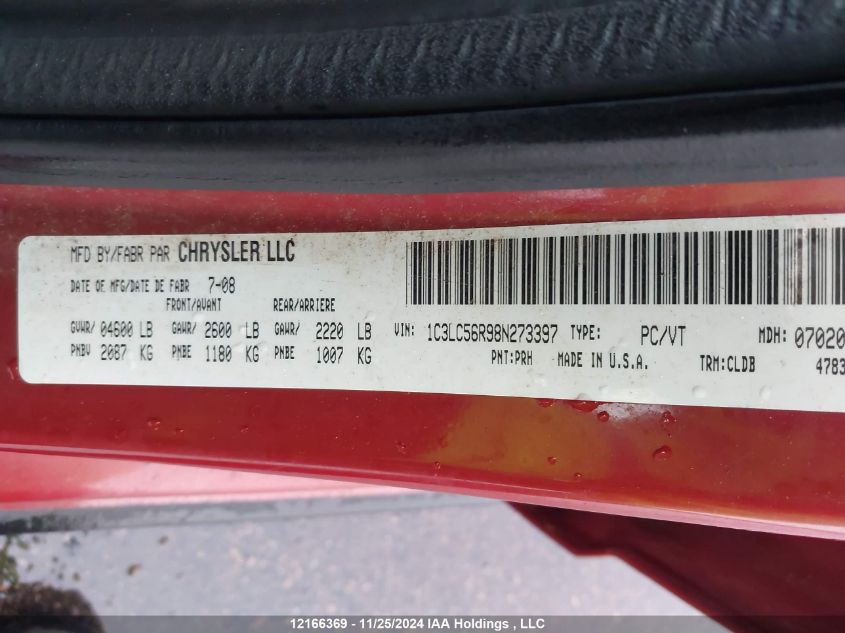 MFD BY/FABR PAR CHRYSLER LLC
DATE OF MFG/DATE DE FABR 7-08
FRONT/AVANT REAR/ARRIERE
GVWR/ 04600 LB GAWR/ 2600 LB GAWR/ 2220 LB
PNBV 2087 KG PNBE 1180 KG PNBE 1007 KG
VIN: 1C3LC56R98N273397 TYPE: PC/VT MDH: 07020
PNT:PRH MADE IN U.S.A. TRM:CLDB 4783
12166369 - 11/25/2024 IAA Holdings , LLC